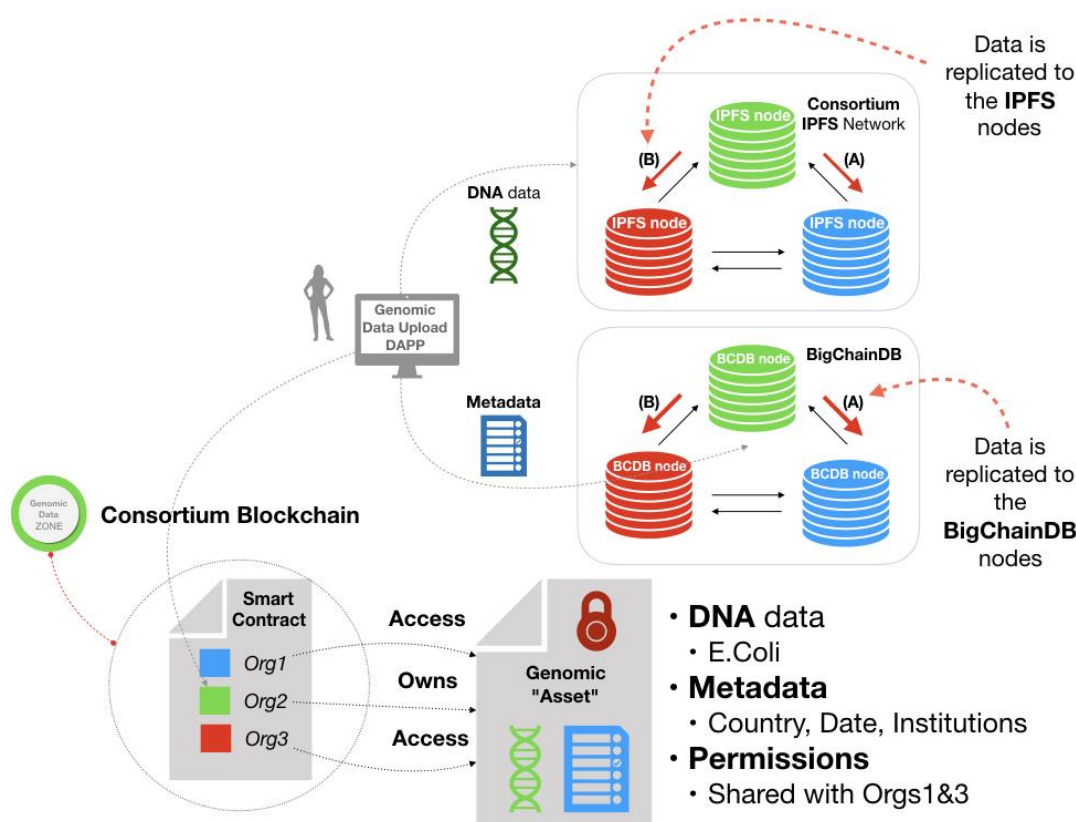 Data is
replicated to
the IPFS
nodes
Consortium
IPFS Network
IPFS node
(B)
(A)
IPFS node
IPFS node
DNA data
Genomic
Data Upload
DAPP
Metadata
BigChainDB
BCDB node
(B)
(A)
BCDB node
BCDB node
Data is
replicated to
the
BigChainDB
nodes
Genomic
Data
ZONE
Consortium Blockchain
Smart
Contract
Org1
Org2
Org3
Access
Owns
Access
Genomic
"Asset"
• DNA data
• E.Coli
• Metadata
• Country, Date, Institutions
• Permissions
• Shared with Orgs1&3